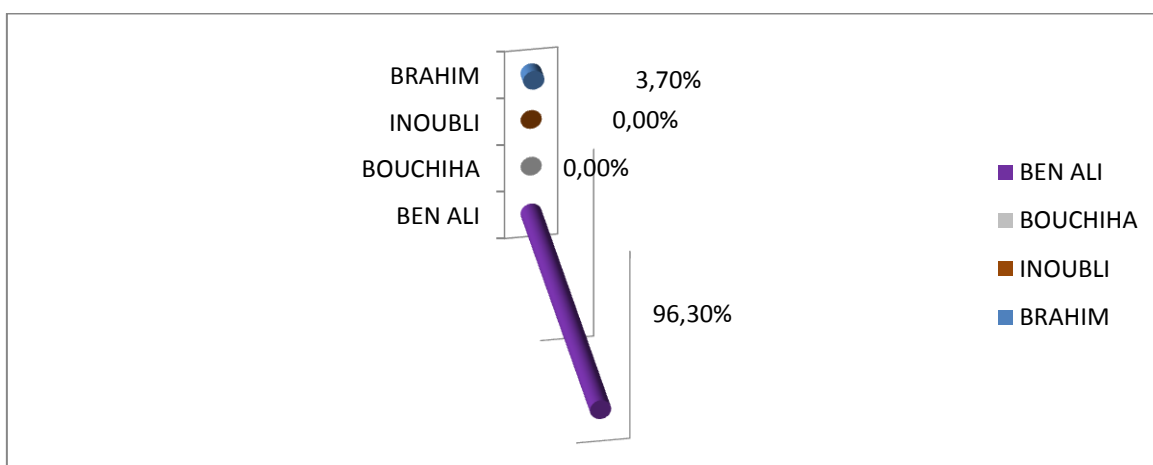 BRAHIM
3,70%
INOUBLI
0,00%
BOUCHIHA
0,00%
BEN ALI
96,30%
BEN ALI
BOUCHIHA
INOUBLI
BRAHIM